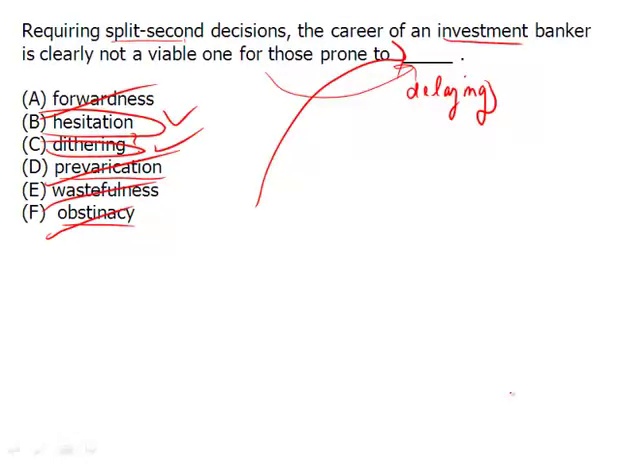 Requiring split-second decisions, the career of an investment banker
is clearly not a viable one for those prone to _____ .
delaying
(A) forwardness
(B) hesitation
(C) dithering ?
(D) prevarication
(E) wastefulness
(F) obstinacy